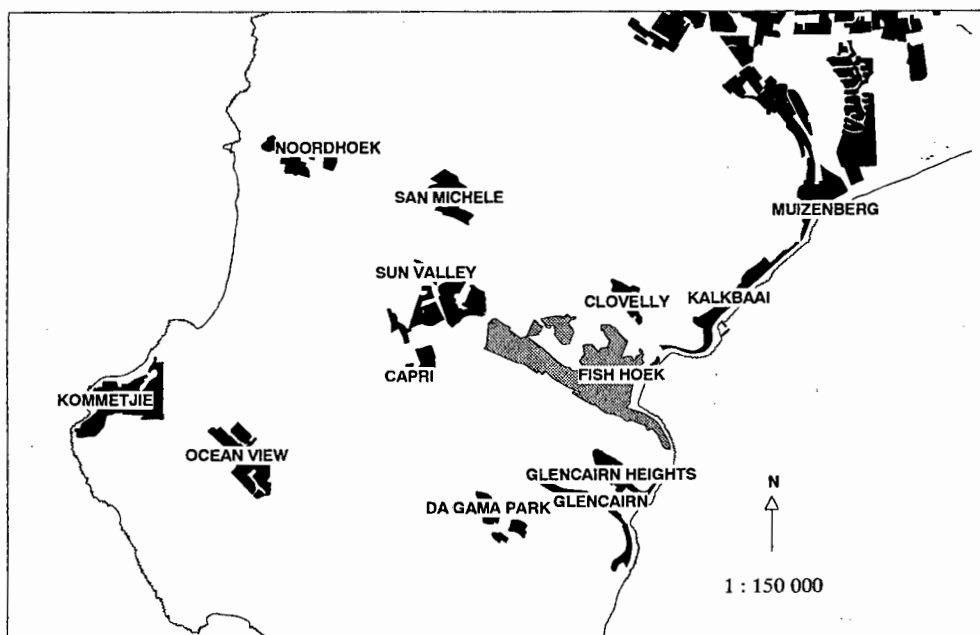 NOORDHOEK
SAN MICHELE
MUIZENBERG
SUN VALLEY
CLOVELLY
KALKBAAI
CAPRI
FISH HOEK
KOMMETJIE
OCEAN VIEW
GLENCAIRN HEIGHTS
GLENCAIRN
DA GAMA PARK
N
1 : 150 000